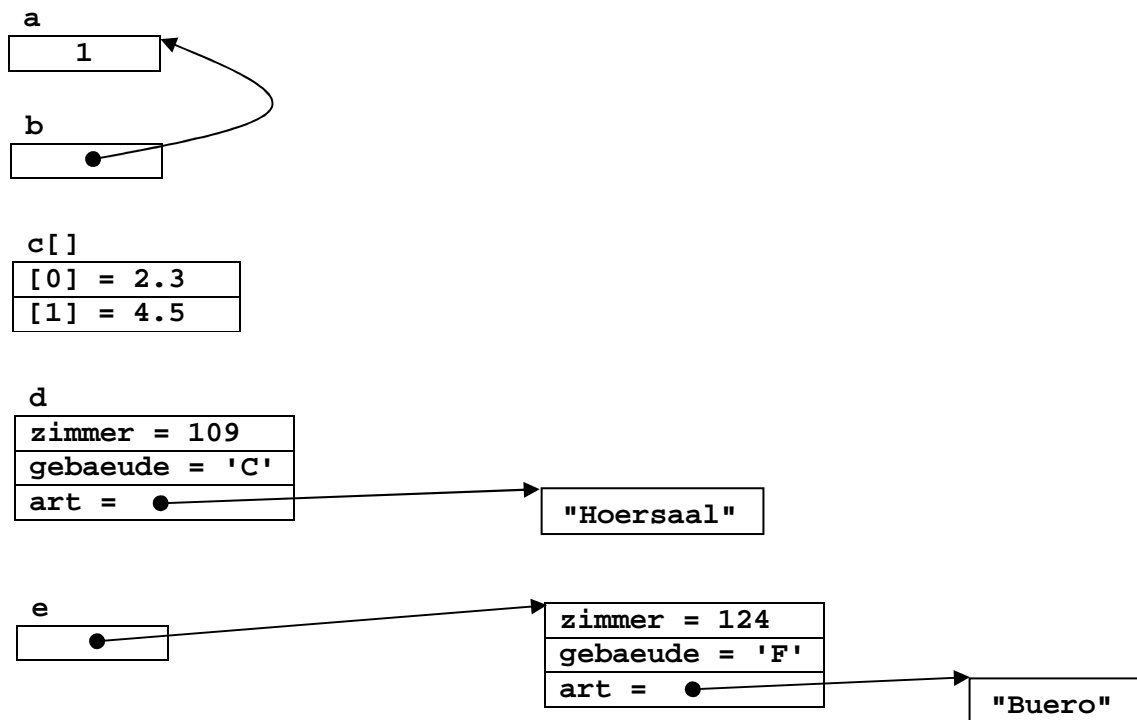 a
1
b
c[]
[0] = 2.3
[1] = 4.5
d
zimmer = 109
gebaeude = 'C'
art =
"Hoersaal"
e
zimmer = 124
gebaeude = 'F'
art =
"Buero"